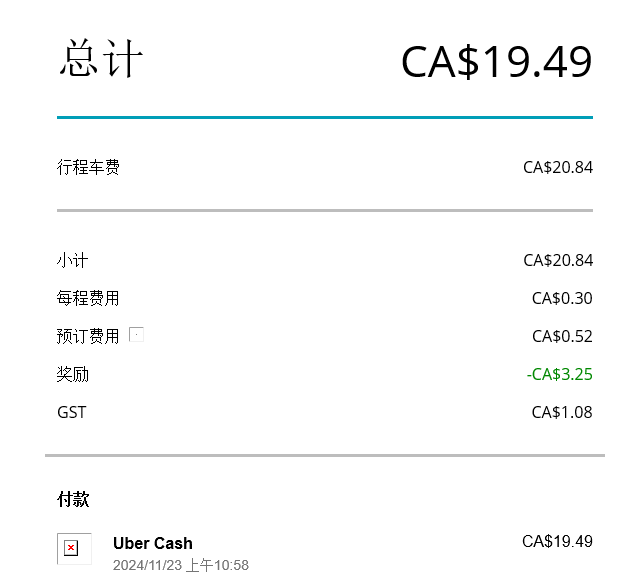 总计 CA$19.49
行程车费 CA$20.84
小计 CA$20.84
每程费用 CA$0.30
预订费用 CA$0.52
奖励 -CA$3.25
GST CA$1.08
付款
Uber Cash CA$19.49
2024/11/23 上午10:58